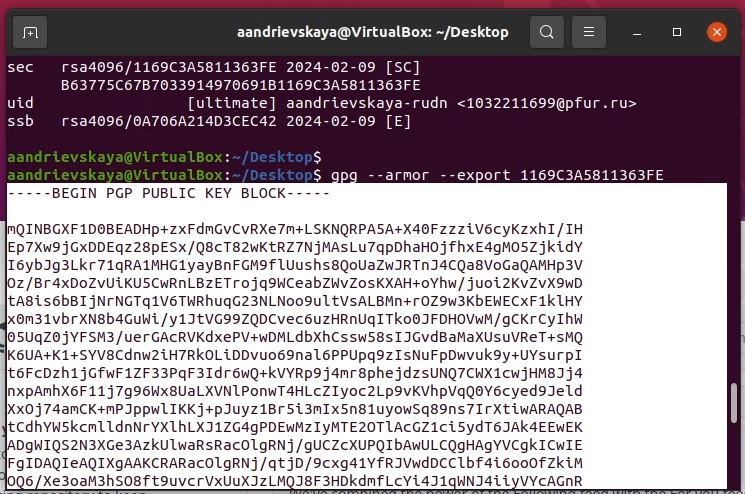 aandrievskaya@VirtualBox: ~/Desktop
sec   rsa4096/1169C3A5811363FE 2024-02-09 [SC]
      B63775C67B7033914970691B1169C3A5811363FE
uid                 [ultimate] aandrievskaya-rudn <1032211699@pfur.ru>
ssb   rsa4096/0A706A214D3CEC42 2024-02-09 [E]
aandrievskaya@VirtualBox:~/Desktop$
aandrievskaya@VirtualBox:~/Desktop$ gpg --armor --export 1169C3A5811363FE
-----BEGIN PGP PUBLIC KEY BLOCK-----
mQINBGXF1D0BEADHp+zxFdmGvCvRXe7m+LSKNQRPA5A+X40FzzziV6cyKzxhI/IH
Ep7Xw9jGxDDEqz28pESx/Q8cT82wKtRZ7NjMAsLu7qpDhaHOjfhxE4gMO5ZjkidY
I6ybJg3Lkr71qRA1MHG1yayBnFGM9flUushs8QoUaZwJRTnJ4CQa8VoGaQAMHp3V
Oz/Br4xDoZvUiKU5CwRnLBzETrojq9WCeabZWvZosKXAH+oYhw/juoi2KvZvX9wD
tA8is6bBIjNrNGTq1V6TWRhuqG23NLNoo9ultVsALBMn+rOZ9w3KbEWECxF1klHY
x0m31vbrXN8b4GuWi/y1JtVG99ZQDCvec6uzHRnUqITko0JFDHOVwM/gCKrCyIhW
05UqZ0jYFSM3/uerGAcRVKdxePV+wDMLdbXhCssw58sIJGvdBaMaXUsuVReT+sMQ
K6UA+K1+SYV8Cdnw2iH7RkOLiDDvuo69nal6PPUpq9zIsNuFpDwvuk9y+UYsurpI
t6FcDzh1jGfwF1ZF33PqF3Idr6wQ+kVYRp9j4mr8phejdzsUNQ7CWX1cwjHM8Jj4
nxpAmhX6F11j7g96Wx8UaLXVNlPonwT4HLcZIyoc2Lp9vKVhpVqQ0Y6cyed9Jeld
XxOj74amCK+mPJppwlIKKj+pJuyz1Br5i3mIx5n81uyowSq89ns7IrXtiwARAQAB
tCdhYW5kcmlldnNrYXlhLXJ1ZG4gPDEwMzIyMTE2OTlAcGZ1ci5ydT6JAk4EEwEK
ADgWIQS2N3XGe3AzkUlwaRsRacOlgRNj/gUCZcXUPQIbAwULCQgHAgYVCgkICwIE
FgIDAQIeAQIXgAAKCRARacOlgRNj/qtjD/9cxg41YfRJVwdDCClbf4i6ooOfZkiM
OQ6/Xe3oaM3hSO8ft9uvcrVxUuXJzLMQJ8F3HDkdmfLcYi4J1qWNJ4iiyVYcAGnR